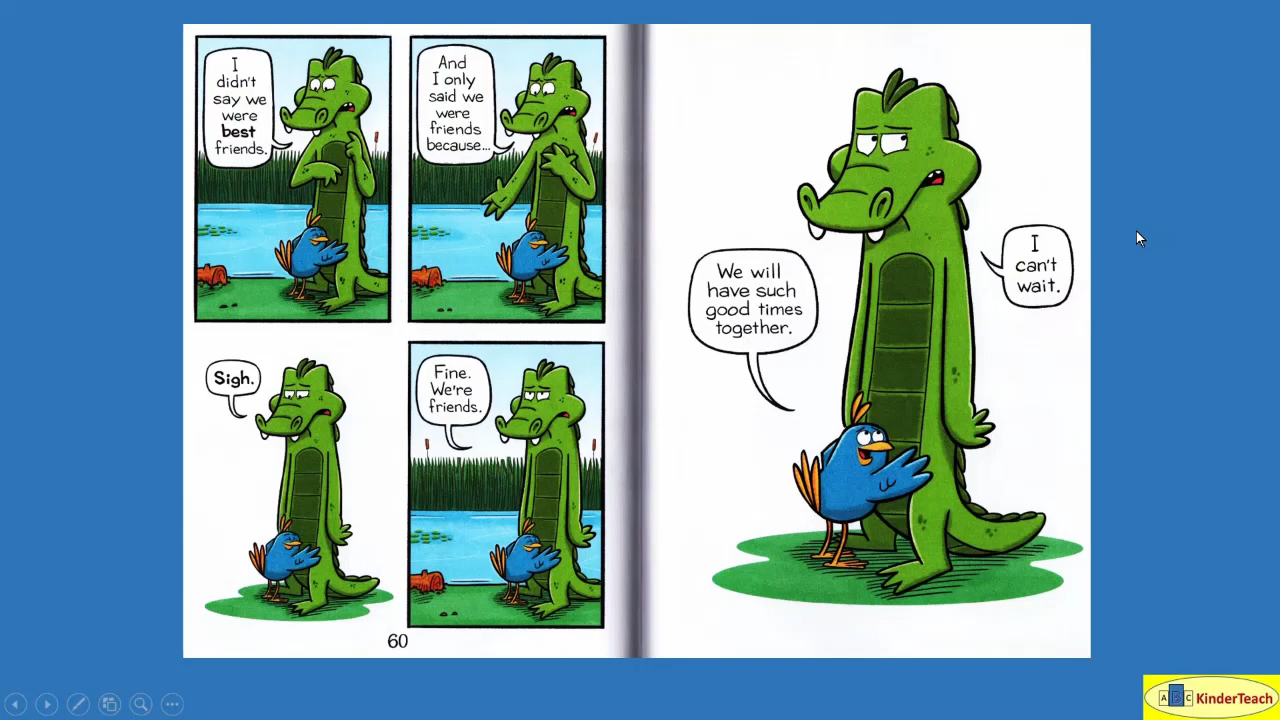 I
didn't
say we
were
best
friends.
And
I only
said we
were
friends
because...
Sigh.
Fine.
We're
friends.
60
We will
have such
good times
together.
I
can't
wait.
A B C KinderTeach